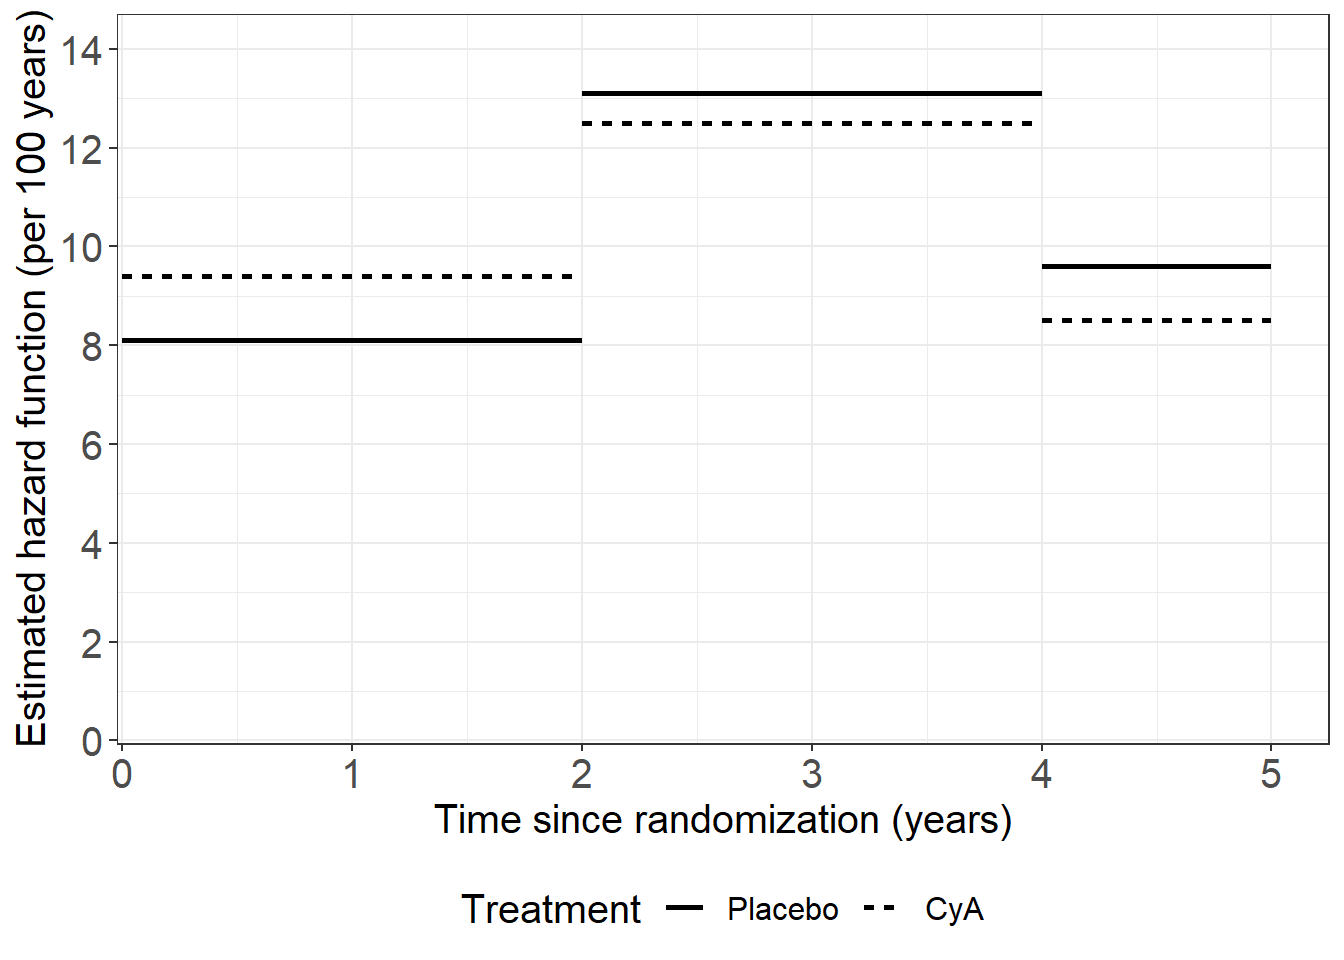 Estimated hazard function (per 100 years)
14
12
10
8
6
4
2
0
0 1 2 3 4 5
Time since randomization (years)
Treatment Placebo CyA